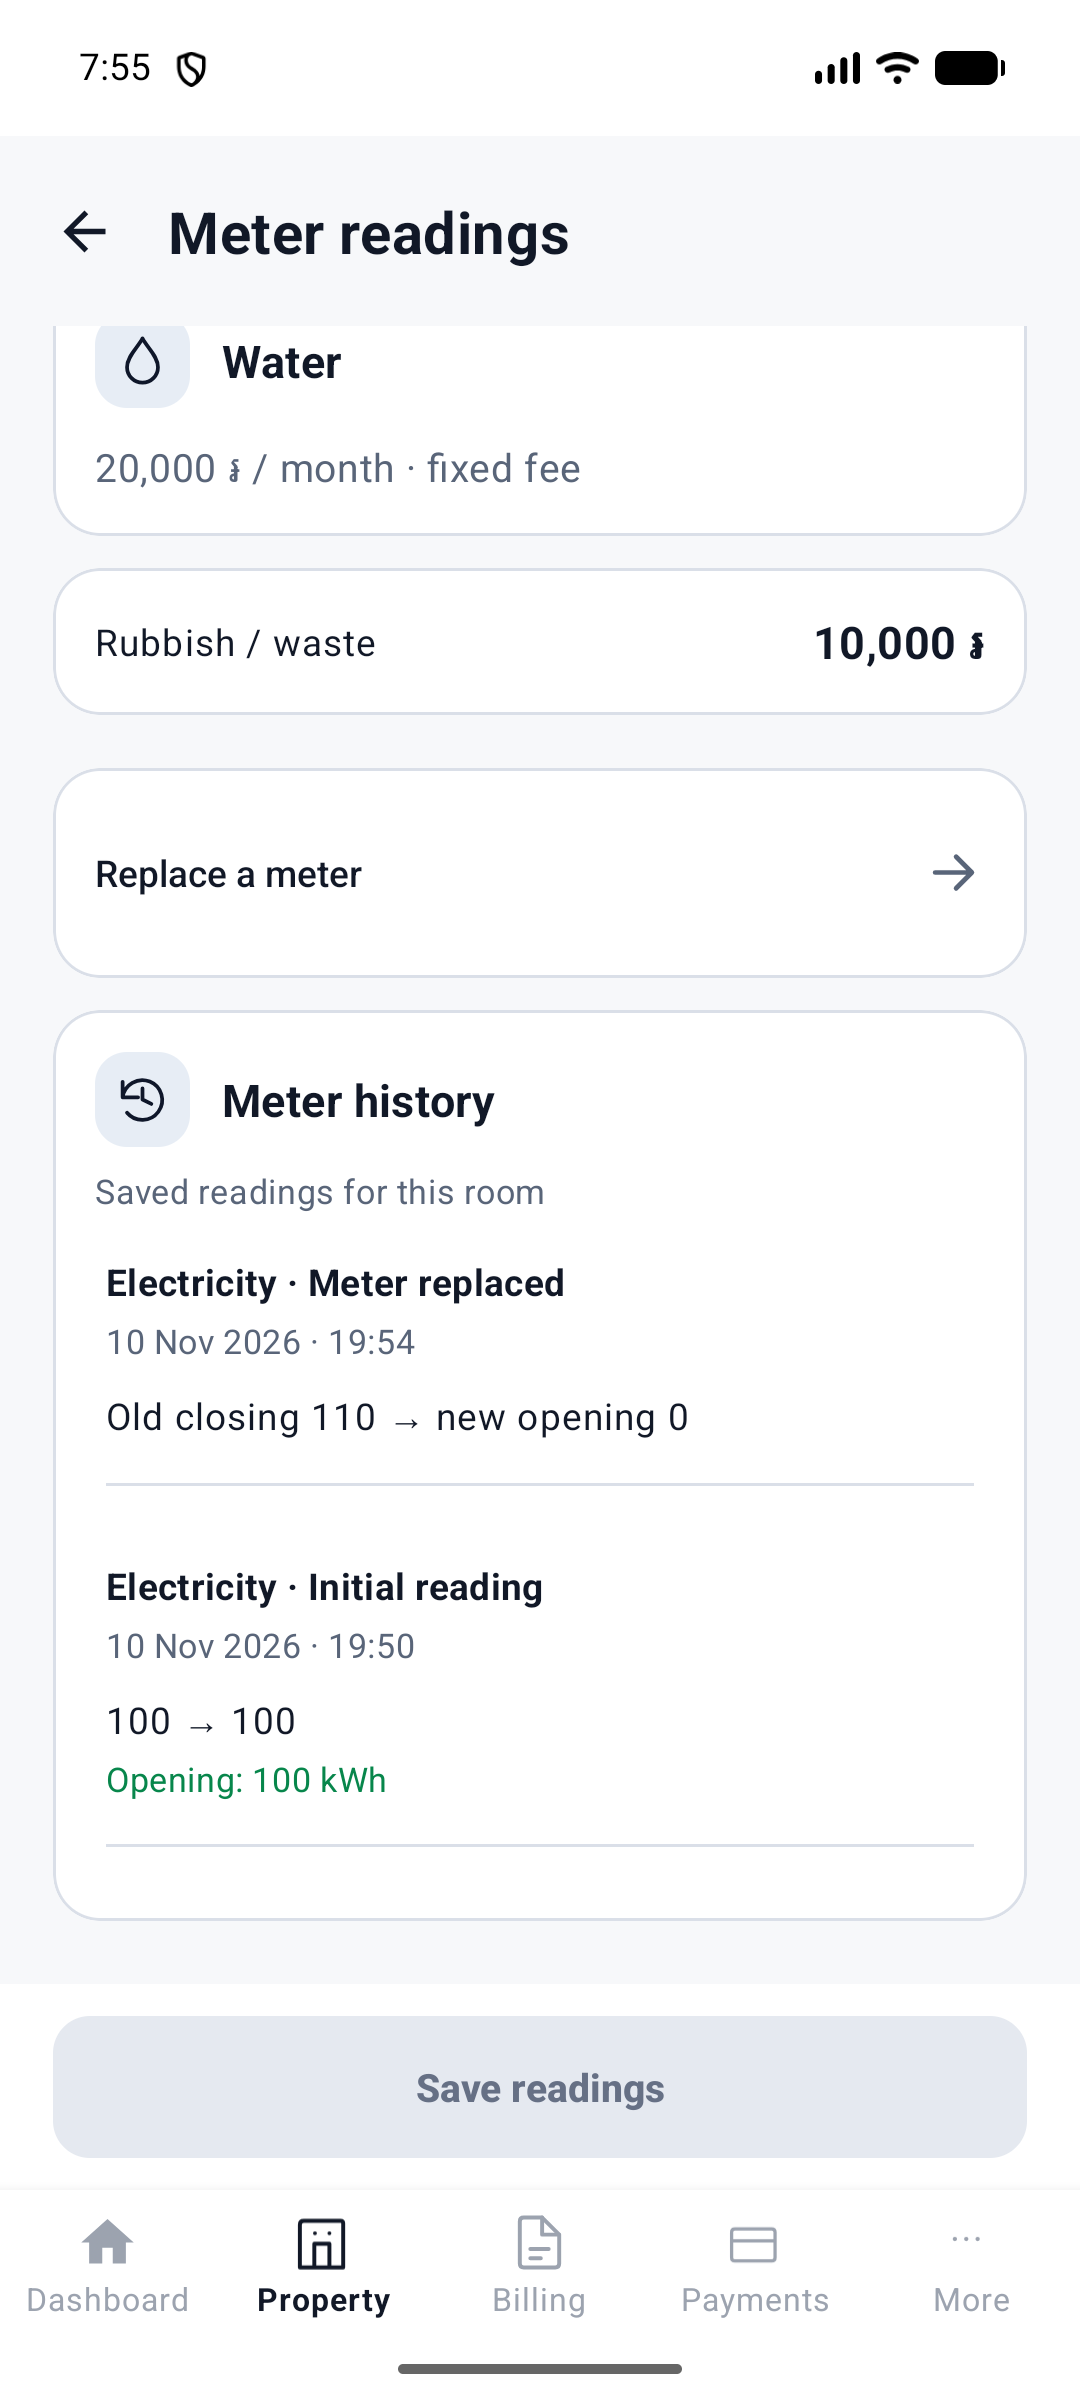 7:55
Meter readings
Water
20,000 ៛ / month · fixed fee
Rubbish / waste
10,000 ៛
Replace a meter
Meter history
Saved readings for this room
Electricity · Meter replaced
10 Nov 2026 · 19:54
Old closing 110 → new opening 0
Electricity · Initial reading
10 Nov 2026 · 19:50
100 → 100
Opening: 100 kWh
Save readings
Dashboard
Property
Billing
Payments
More